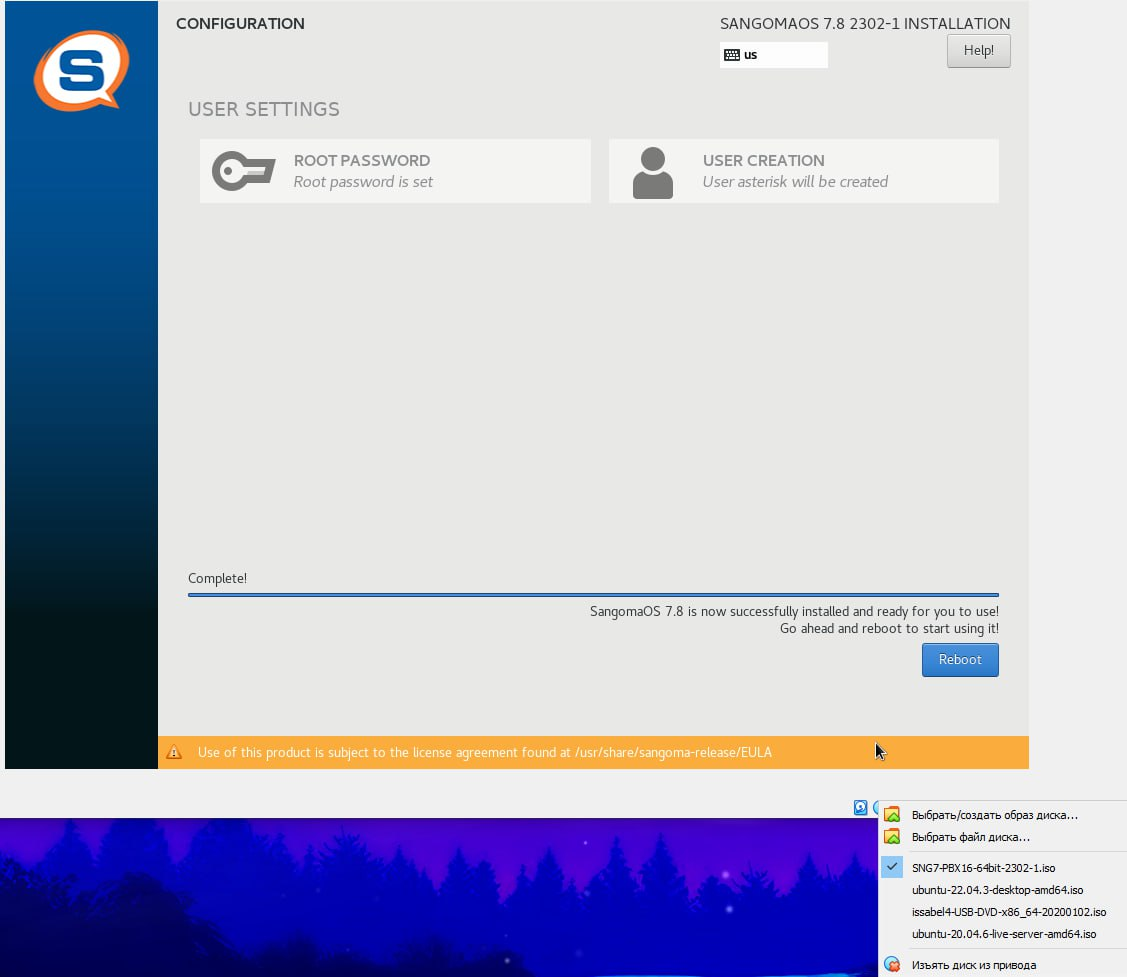 CONFIGURATION
SANGOMAOS 7.8 2302-1 INSTALLATION
us
Help!
USER SETTINGS
ROOT PASSWORD
Root password is set
USER CREATION
User asterisk will be created
Complete!
SangomaOS 7.8 is now successfully installed and ready for you to use!
Go ahead and reboot to start using it!
Reboot
Use of this product is subject to the license agreement found at /usr/share/sangoma-release/EULA
Выбрать/создать образ диска...
Выбрать файл диска...
SNG7-PBX16-64bit-2302-1.iso
ubuntu-22.04.3-desktop-amd64.iso
issabel4-USB-DVD-x86_64-20200102.iso
ubuntu-20.04.6-live-server-amd64.iso
Изъять диск из привода